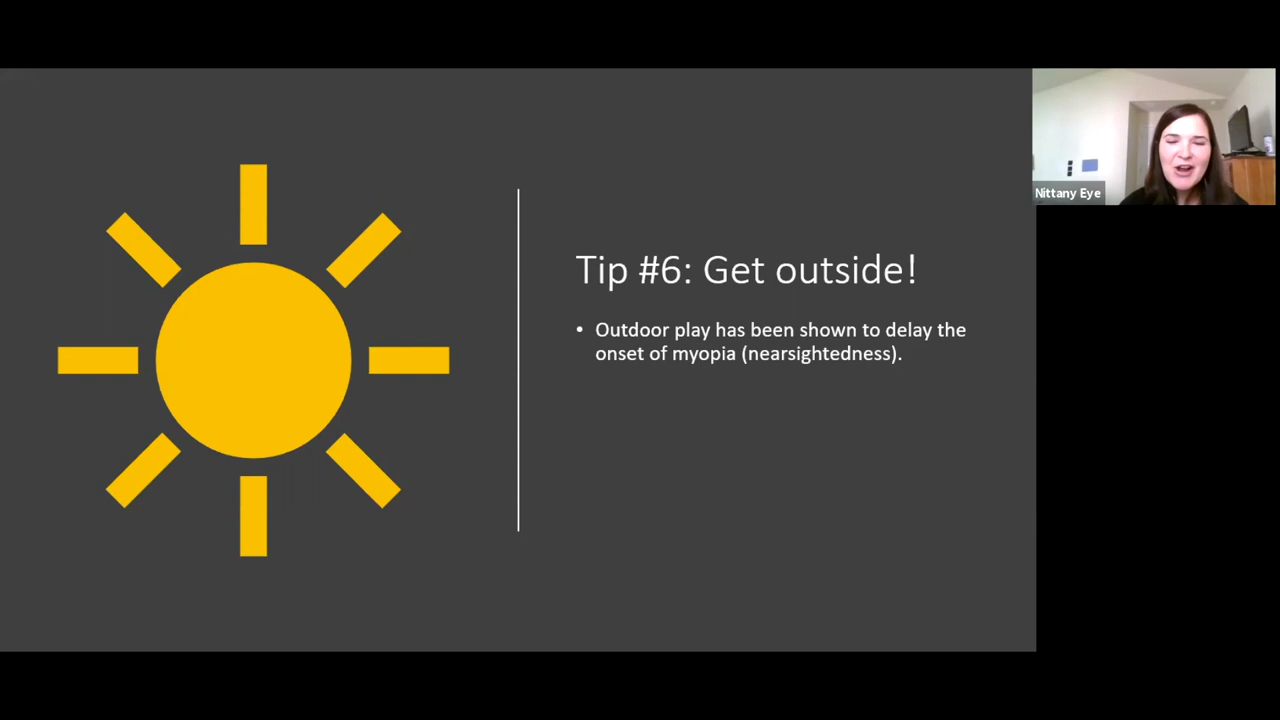 Tip #6: Get outside!
• Outdoor play has been shown to delay the
onset of myopia (nearsightedness).
Nittany Eye